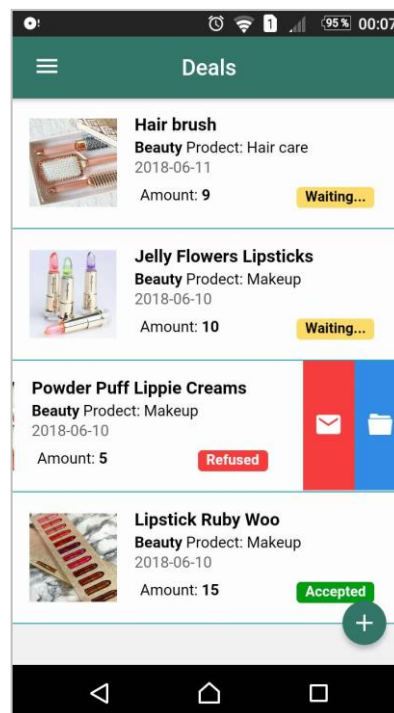 1 95% 00:07
Deals
Hair brush
Beauty Prodect: Hair care
2018-06-11
Amount: 9 Waiting...
Jelly Flowers Lipsticks
Beauty Prodect: Makeup
2018-06-10
Amount: 10 Waiting...
Powder Puff Lippie Creams
Beauty Prodect: Makeup
2018-06-10
Amount: 5 Refused
Lipstick Ruby Woo
Beauty Prodect: Makeup
2018-06-10
Amount: 15 Accepted
+